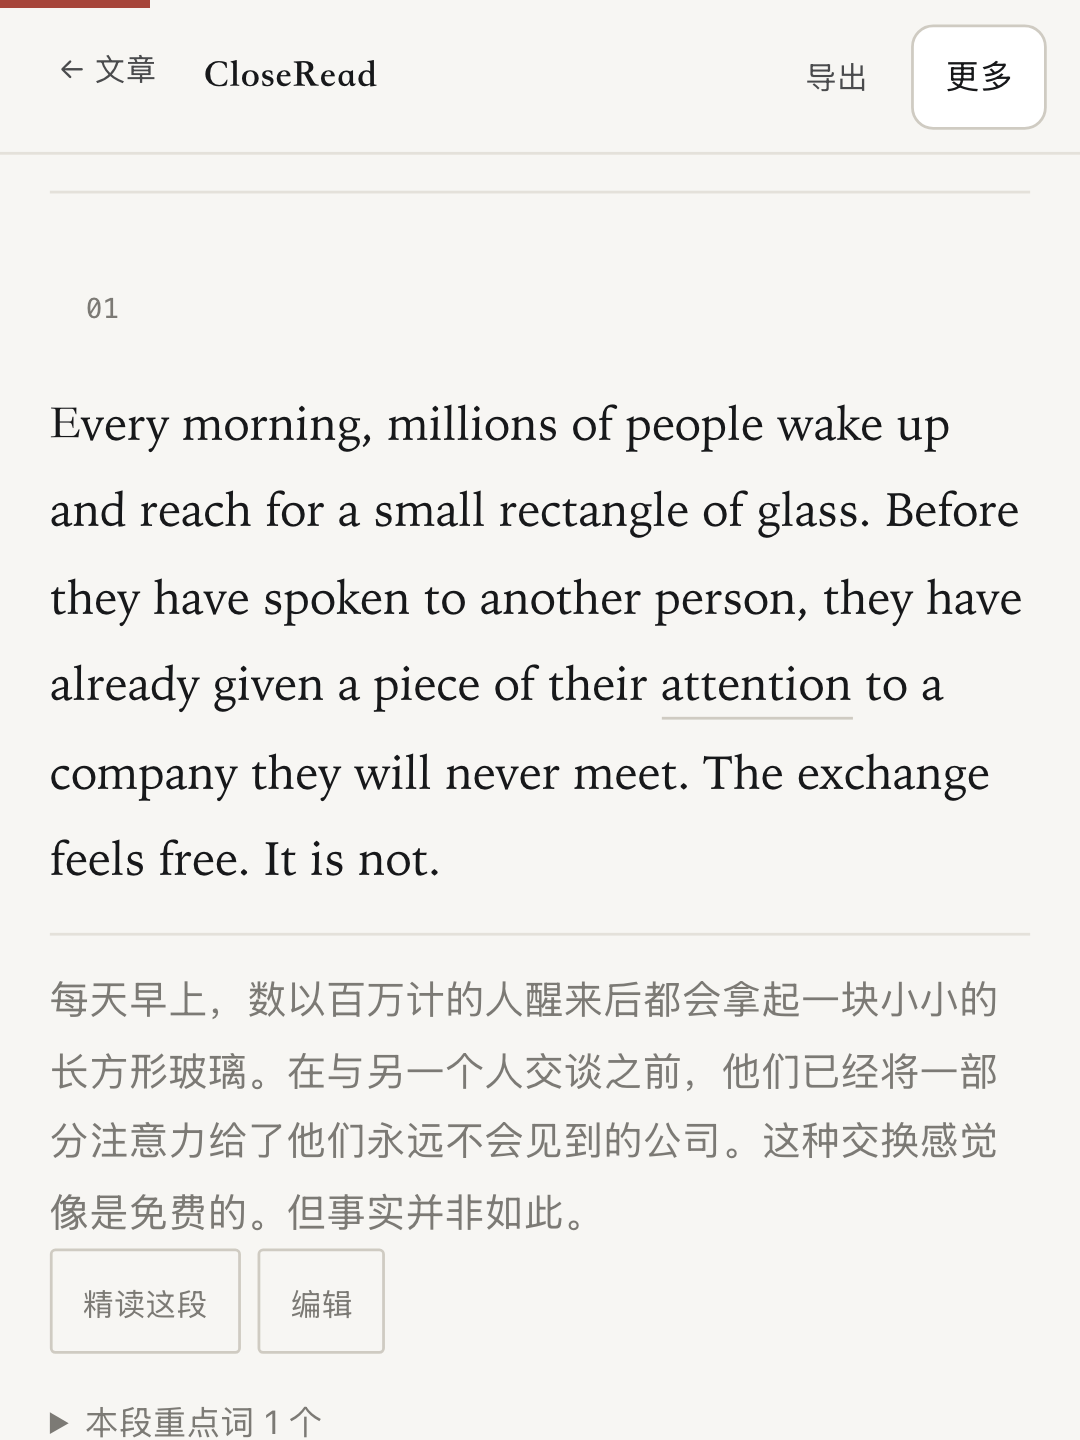 ← 文章 CloseRead 导出 更多
01
Every morning, millions of people wake up
and reach for a small rectangle of glass. Before
they have spoken to another person, they have
already given a piece of their attention to a
company they will never meet. The exchange
feels free. It is not.
每天早上，数以百万计的人醒来后都会拿起一块小小的
长方形玻璃。在与另一个人交谈之前，他们已经将一部
分注意力给了他们永远不会见到的公司。这种交换感觉
像是免费的。但事实并非如此。
精读这段 编辑
▶ 本段重点词 1 个